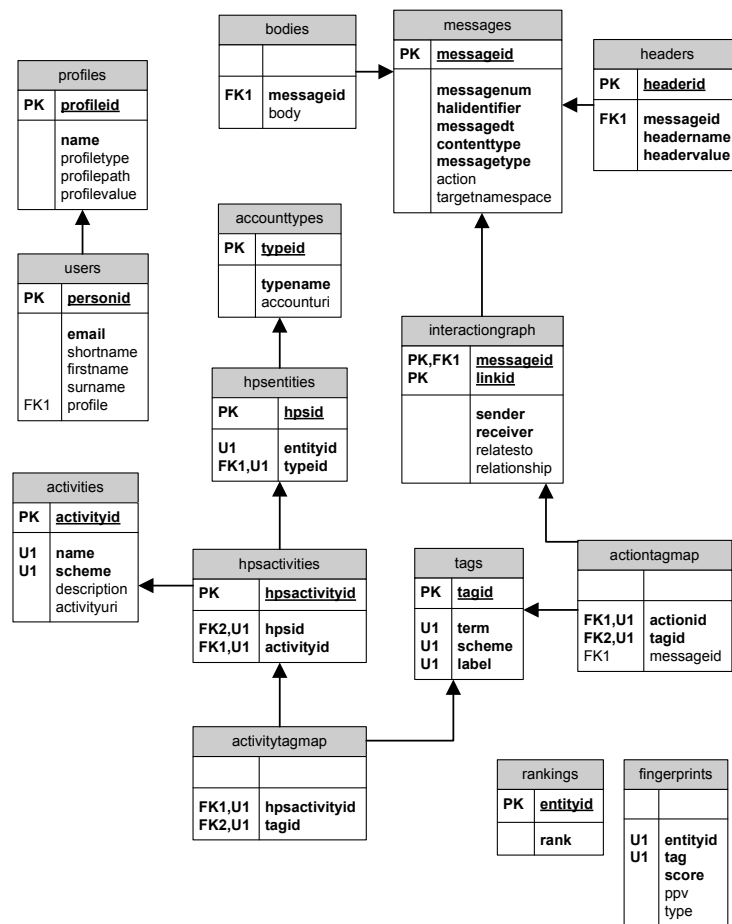 bodies
FK1 messageid
body
messages
PK messageid
messagenum
halidentifier
messagedt
contenttype
messagetype
action
targetnamespace
headers
PK headerid
FK1 messageid
headername
headervalue
profiles
PK profileid
name
profiletype
profilepath
profilevalue
users
PK personid
email
shortname
firstname
surname
FK1 profile
accounttypes
PK typeid
typename
accounturi
interactiongraph
PK,FK1 messageid
PK linkid
sender
receiver
relatesto
relationship
hpsentities
PK hpsid
U1 entityid
FK1,U1 typeid
activities
PK activityid
U1 name
U1 scheme
description
activityuri
hpsactivities
PK hpsactivityid
FK2,U1 hpsid
FK1,U1 activityid
tags
PK tagid
U1 term
U1 scheme
U1 label
actiontagmap
FK1,U1 actionid
FK2,U1 tagid
FK1 messageid
activitytagmap
FK1,U1 hpsactivityid
FK2,U1 tagid
rankings
PK entityid
rank
fingerprints
U1 entityid
U1 tag
score
ppv
type